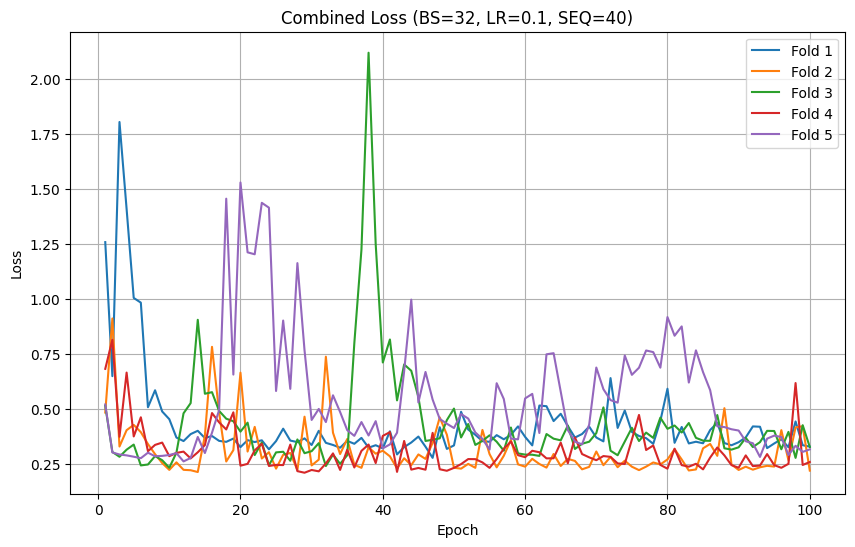 Combined Loss (BS=32, LR=0.1, SEQ=40)
Fold 1
Fold 2
Fold 3
Fold 4
Fold 5
Loss
2.00
1.75
1.50
1.25
1.00
0.75
0.50
0.25
0
20
40
60
80
100
Epoch